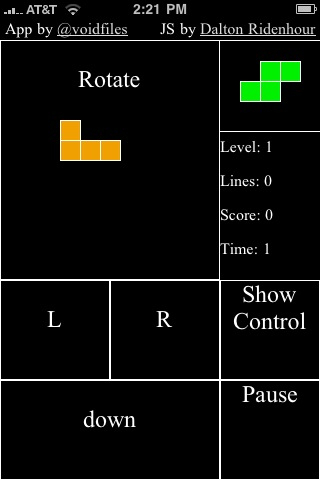 AT&T 2:21 PM
App by @voidfiles JS by Dalton Ridenhour
Rotate
Level: 1
Lines: 0
Score: 0
Time: 1
L R
Show
Control
down
Pause